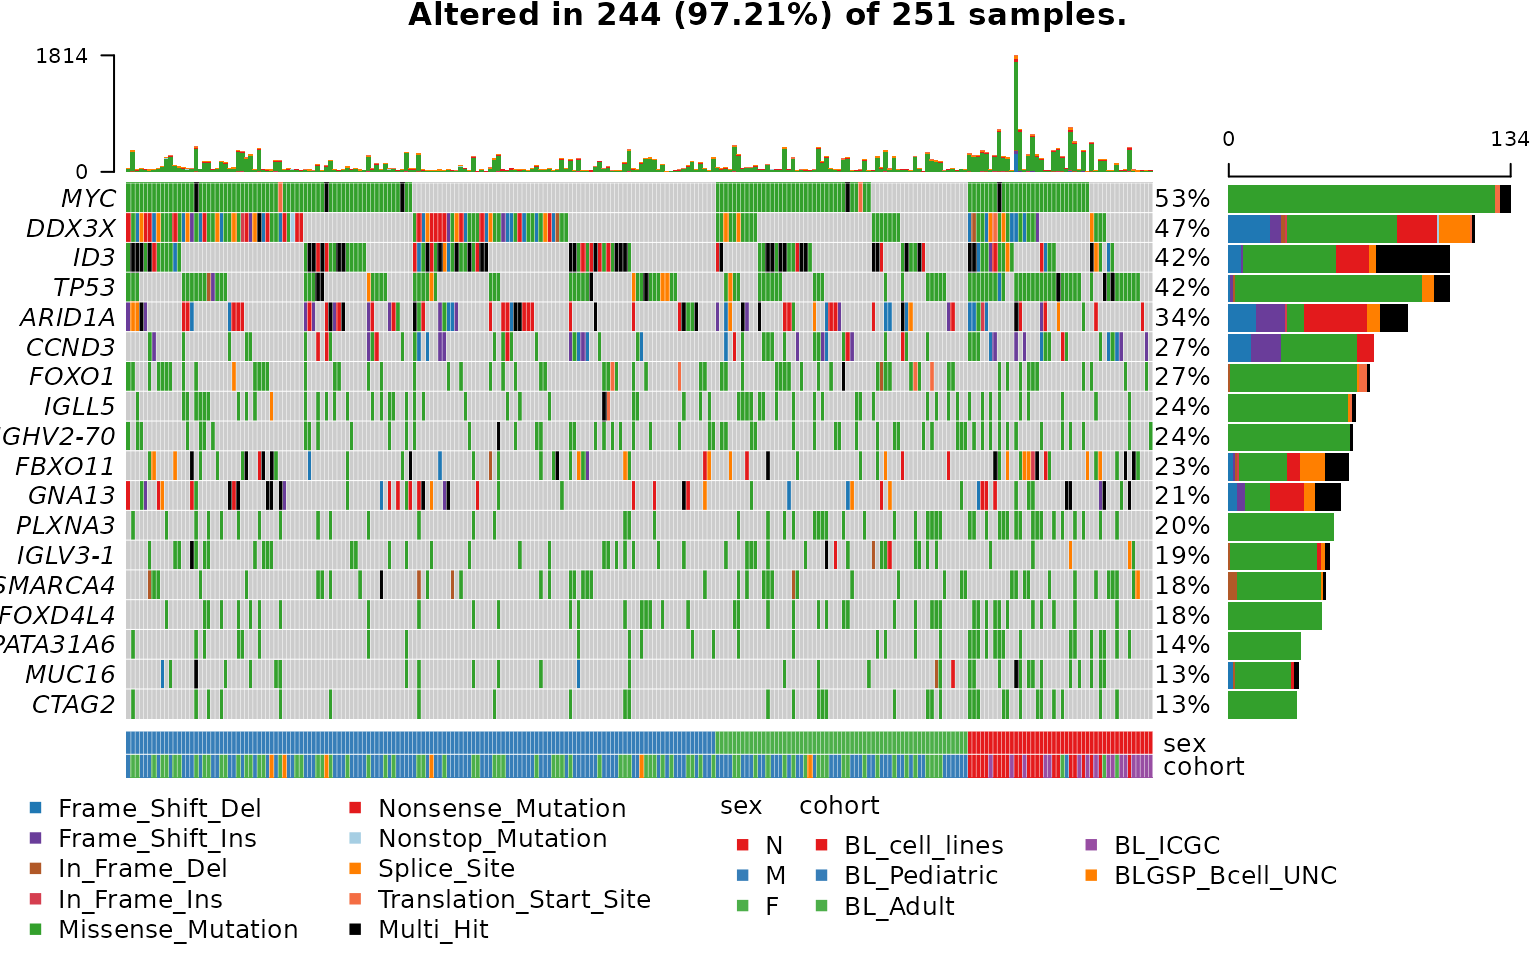 Altered in 244 (97.21%) of 251 samples.
1814
0
0 134
MYC 53%
DDX3X 47%
ID3 42%
TP53 42%
ARID1A 34%
CCND3 27%
FOXO1 27%
IGLL5 24%
GHV2-70 24%
FBXO11 23%
GNA13 21%
PLXNA3 20%
IGLV3-1 19%
SMARCA4 18%
FOXD4L4 18%
PATA31A6 14%
MUC16 13%
CTAG2 13%
sex
cohort
Frame_Shift_Del Nonsense_Mutation sex cohort
Frame_Shift_Ins Nonstop_Mutation N BL_cell_lines BL_ICGC
In_Frame_Del Splice_Site M BL_Pediatric BLGSP_Bcell_UNC
In_Frame_Ins Translation_Start_Site F BL_Adult
Missense_Mutation Multi_Hit